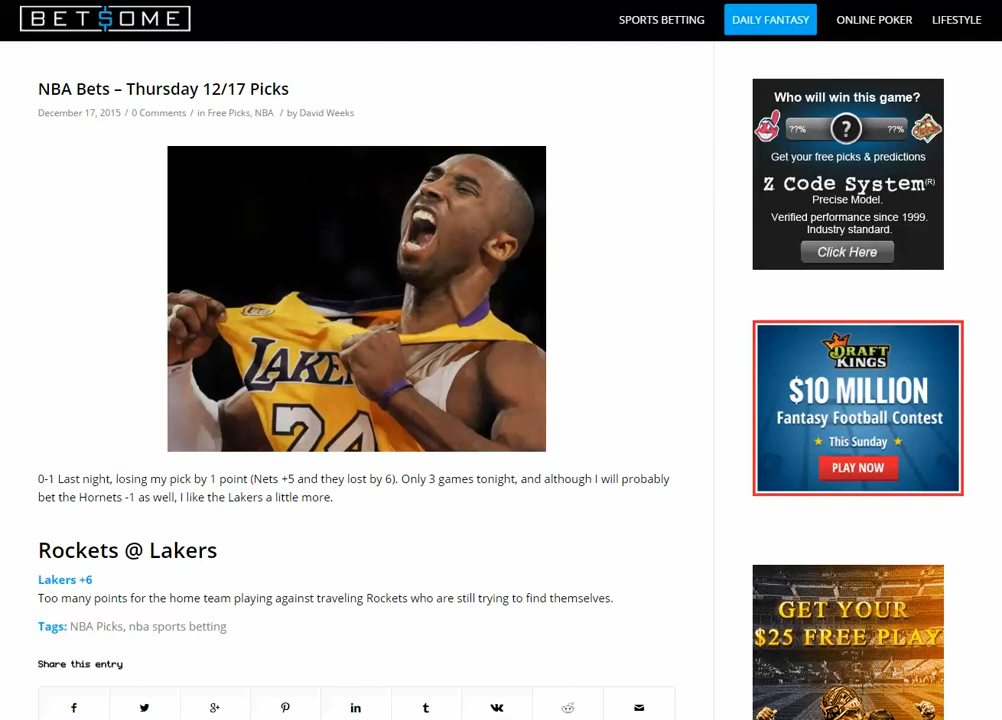 BET$OME
SPORTS BETTING
DAILY FANTASY
ONLINE POKER
LIFESTYLE
NBA Bets – Thursday 12/17 Picks
December 17, 2015 / 0 Comments / in Free Picks, NBA / by David Weeks
LAKE
24
0-1 Last night, losing my pick by 1 point (Nets +5 and they lost by 6). Only 3 games tonight, and although I will probably
bet the Hornets -1 as well, I like the Lakers a little more.
Rockets @ Lakers
Lakers +6
Too many points for the home team playing against traveling Rockets who are still trying to find themselves.
Tags: NBA Picks, nba sports betting
Share this entry
Who will win this game?
??% ? ??%
Get your free picks & predictions
Z Code System(R)
Precise Model.
Verified performance since 1999.
Industry standard.
Click Here
DRAFT
KINGS
$10 MILLION
Fantasy Football Contest
★ This Sunday ★
PLAY NOW
GET YOUR
$25 FREE PLAY